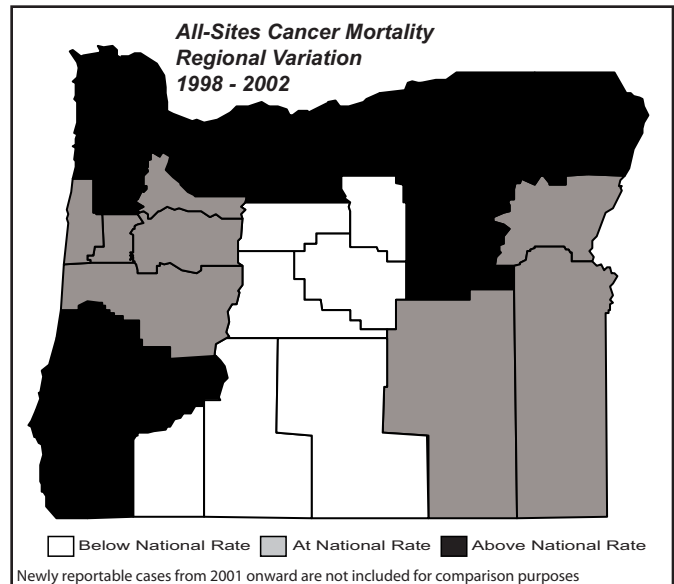 All-Sites Cancer Mortality
Regional Variation
1998 - 2002
Below National Rate At National Rate Above National Rate
Newly reportable cases from 2001 onward are not included for comparison purposes